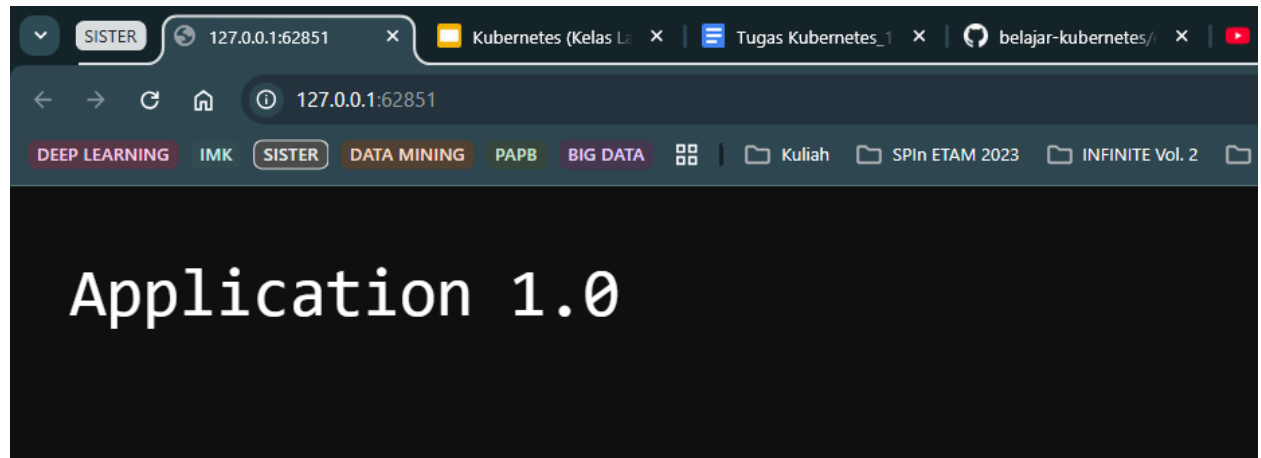 SISTER
127.0.0.1:62851
Kubernetes (Kelas La
Tugas Kubernetes_1
belajar-kubernetes/
127.0.0.1:62851
DEEP LEARNING
IMK
SISTER
DATA MINING
PAPB
BIG DATA
Kuliah
SPIn ETAM 2023
INFINITE Vol. 2
Application 1.0